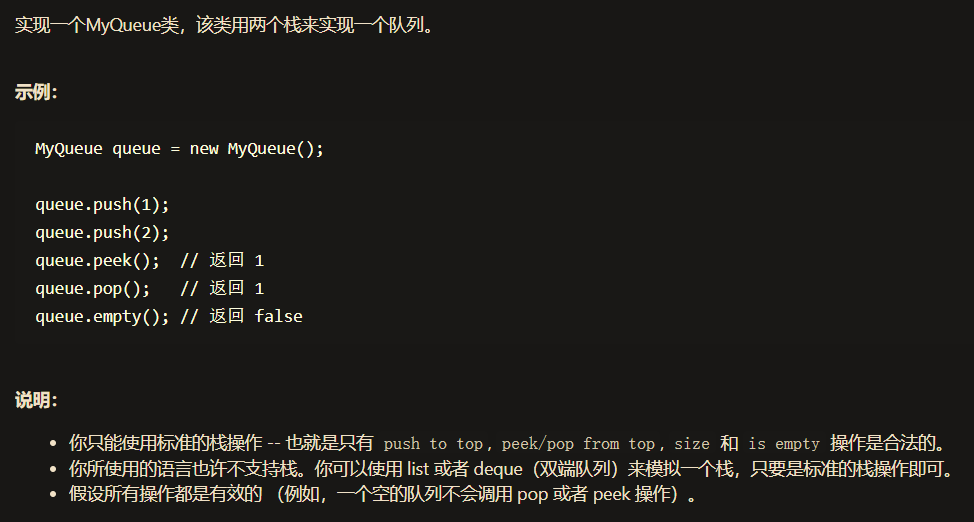 实现一个MyQueue类，该类用两个栈来实现一个队列。
示例：
MyQueue queue = new MyQueue();
queue.push(1);
queue.push(2);
queue.peek();  // 返回 1
queue.pop();   // 返回 1
queue.empty(); // 返回 false
说明：
• 你只能使用标准的栈操作 -- 也就是只有 push to top, peek/pop from top, size 和 is empty 操作是合法的。
• 你所使用的语言也许不支持栈。你可以使用 list 或者 deque（双端队列）来模拟一个栈，只要是标准的栈操作即可。
• 假设所有操作都是有效的 （例如，一个空的队列不会调用 pop 或者 peek 操作）。